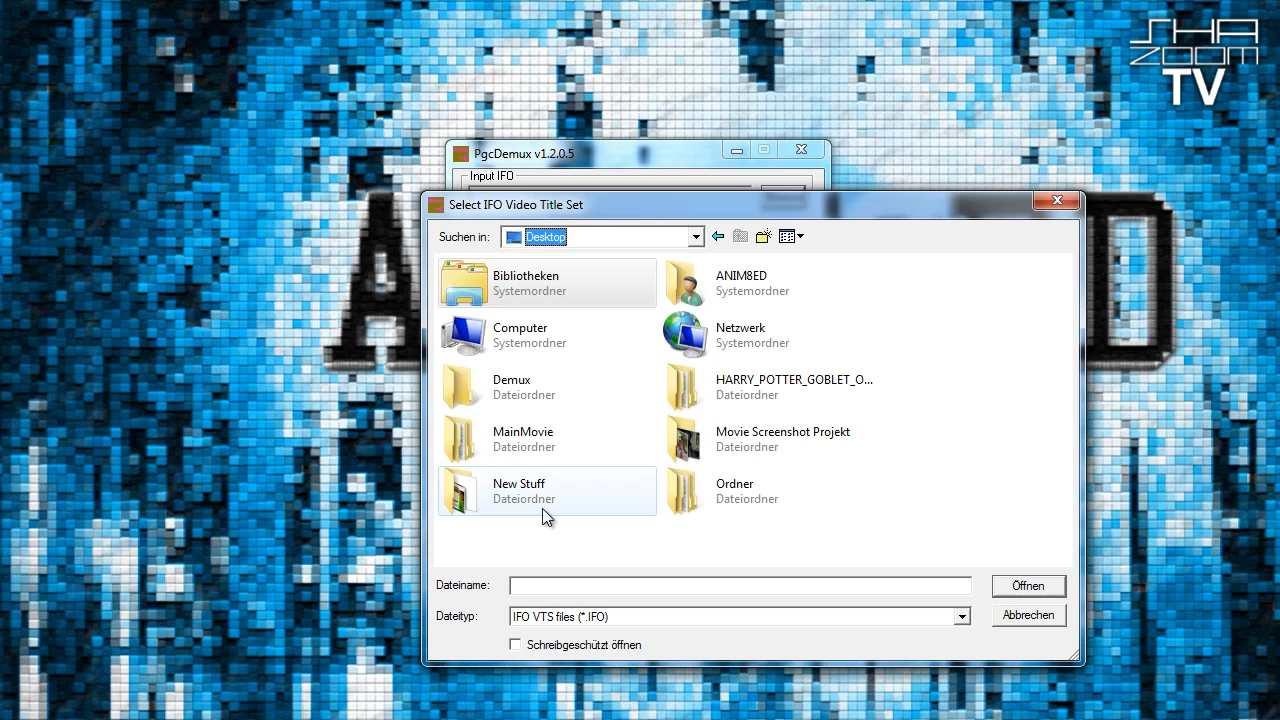 SHA
ZOOM
TV
PgcDemux v1.2.0.5
Input IFO
Select IFO Video Title Set
Suchen in:
Desktop
Bibliotheken
Systemordner
ANIM8ED
Systemordner
Computer
Systemordner
Netzwerk
Systemordner
Demux
Dateiordner
HARRY_POTTER_GOBLET_O...
Dateiordner
MainMovie
Dateiordner
Movie Screenshot Projekt
Dateiordner
New Stuff
Dateiordner
Ordner
Dateiordner
Dateiname:
Öffnen
Dateityp:
IFO VTS files (*.IFO)
Abbrechen
Schreibgeschützt öffnen
A
D